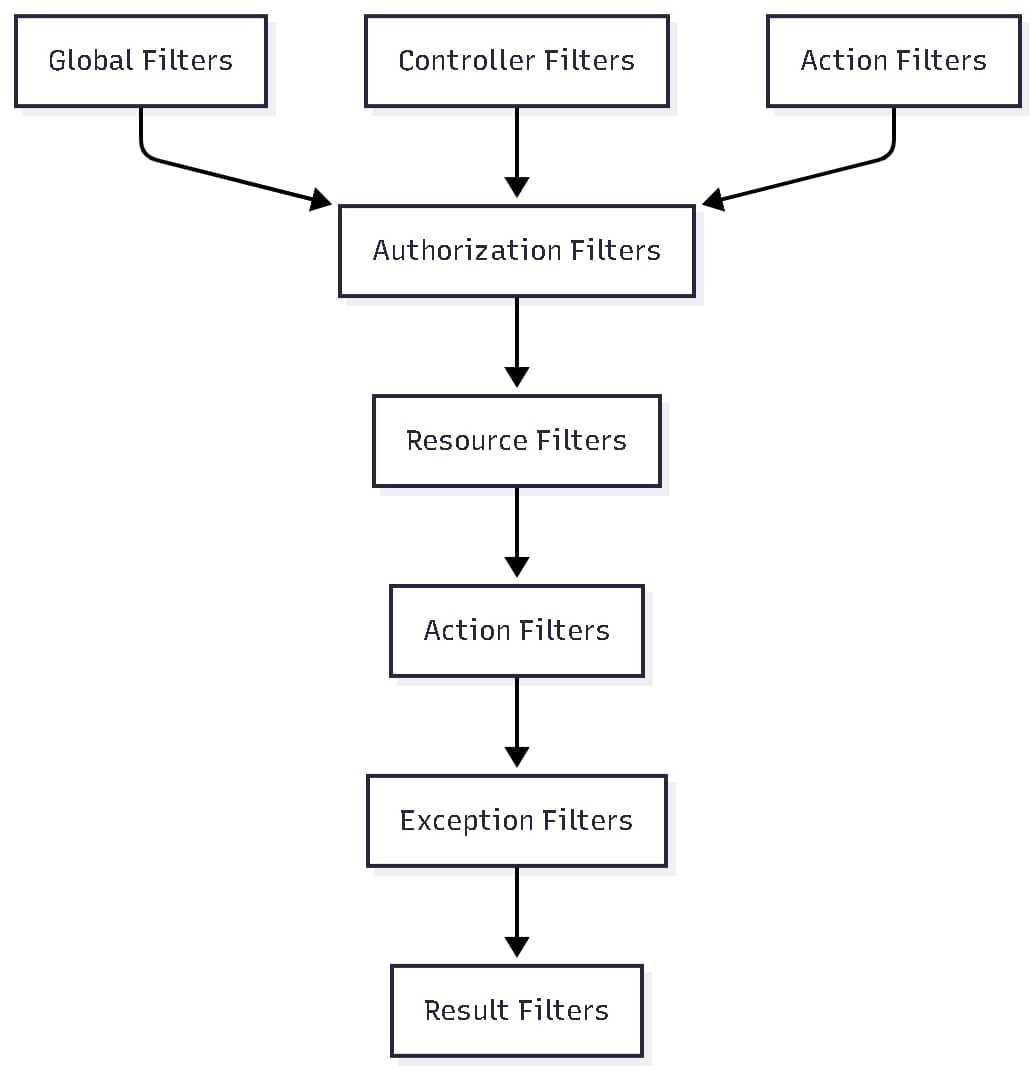 Global Filters
Controller Filters
Action Filters
Authorization Filters
Resource Filters
Action Filters
Exception Filters
Result Filters